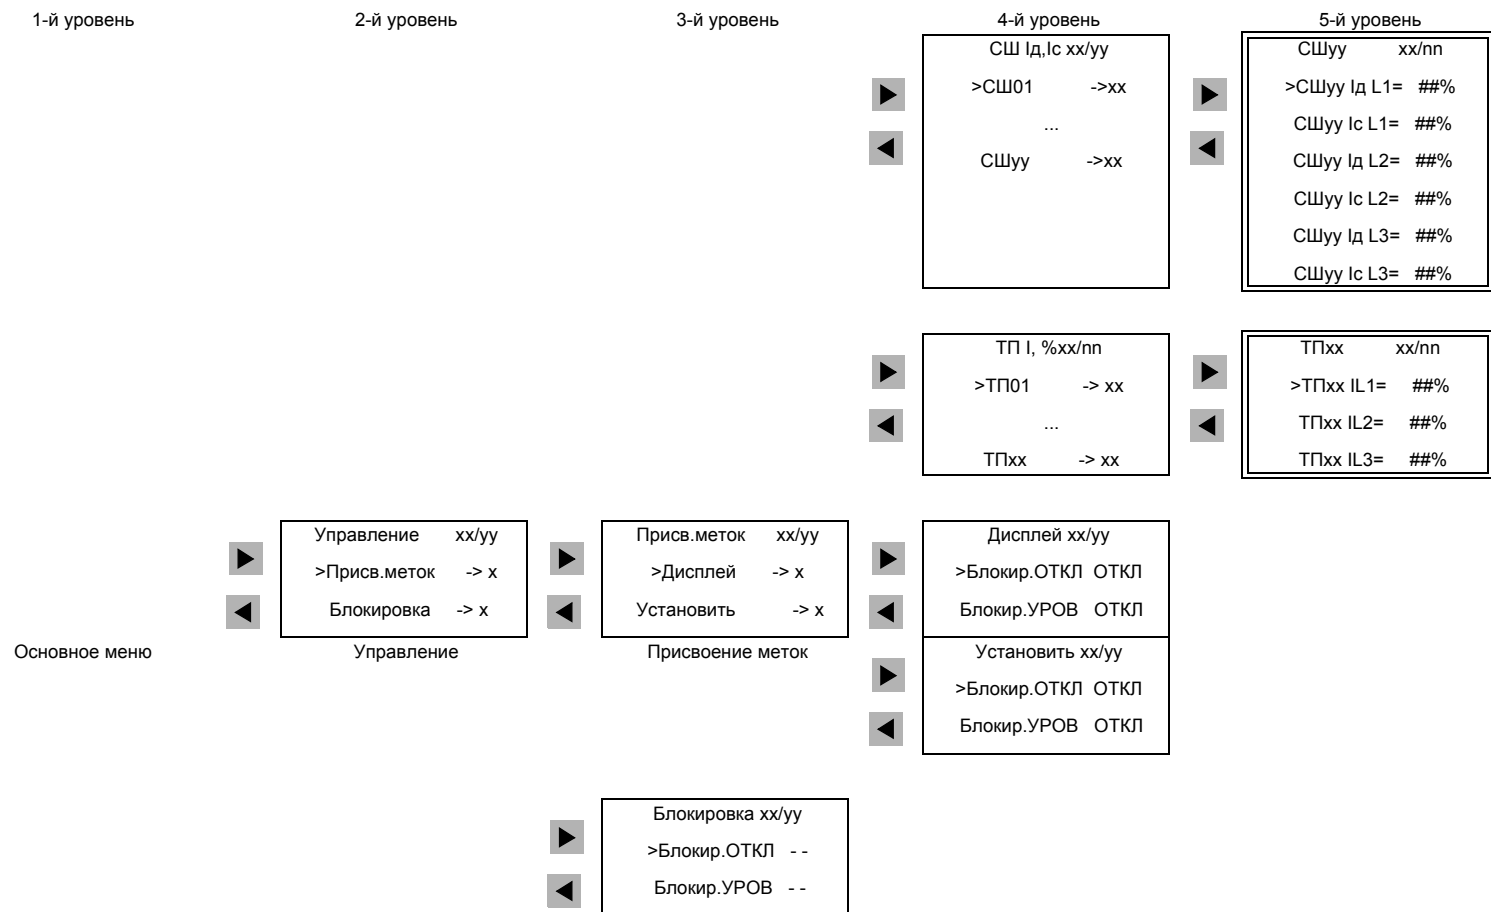 1-й уровень 2-й уровень 3-й уровень 4-й уровень 5-й уровень
СШ Iд,Iс xx/yy
>СШ01 ->xx
...
СШyy ->xx
СШyy xx/nn
>СШyy Iд L1= ##%
СШyy Iс L1= ##%
СШyy Iд L2= ##%
СШyy Iс L2= ##%
СШyy Iд L3= ##%
СШyy Iс L3= ##%
ТП I, %xx/nn
>ТП01 -> xx
...
ТПxx -> xx
ТПxx xx/nn
>ТПxx IL1= ##%
ТПxx IL2= ##%
ТПxx IL3= ##%
Управление xx/yy
>Присв.меток -> x
Блокировка -> x
Присв.меток xx/yy
>Дисплей -> x
Установить -> x
Дисплей xx/yy
>Блокир.ОТКЛ ОТКЛ
Блокир.УРОВ ОТКЛ
Основное меню Управление Присвоение меток
Установить xx/yy
>Блокир.ОТКЛ ОТКЛ
Блокир.УРОВ ОТКЛ
Блокировка xx/yy
>Блокир.ОТКЛ - -
Блокир.УРОВ - -